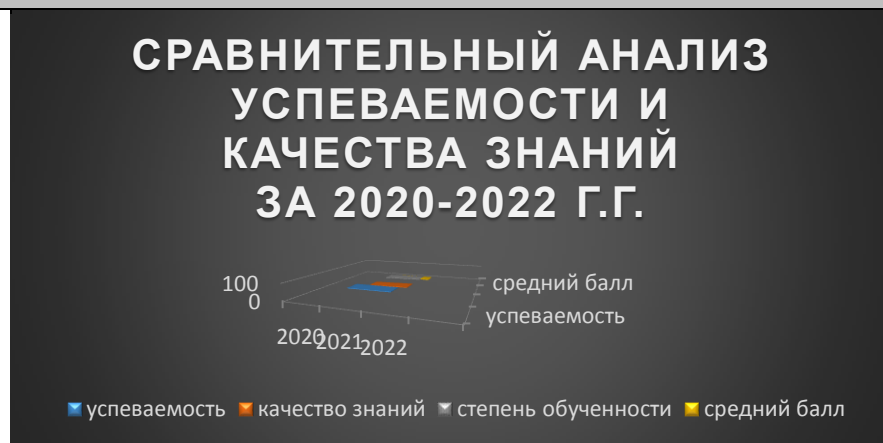 СРАВНИТЕЛЬНЫЙ АНАЛИЗ
УСПЕВАЕМОСТИ И
КАЧЕСТВА ЗНАНИЙ
ЗА 2020-2022 Г.Г.
100
0
средний балл
успеваемость
2020
2021
2022
успеваемость качество знаний степень обученности средний балл